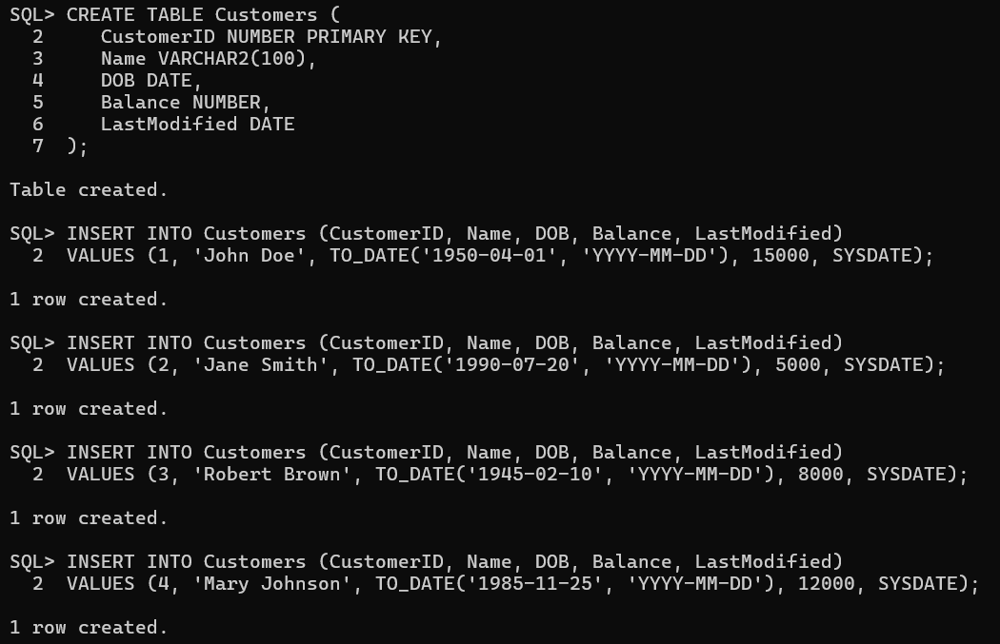 SQL> CREATE TABLE Customers (
  2     CustomerID NUMBER PRIMARY KEY,
  3     Name VARCHAR2(100),
  4     DOB DATE,
  5     Balance NUMBER,
  6     LastModified DATE
  7  );
Table created.
SQL> INSERT INTO Customers (CustomerID, Name, DOB, Balance, LastModified)
  2  VALUES (1, 'John Doe', TO_DATE('1950-04-01', 'YYYY-MM-DD'), 15000, SYSDATE);
1 row created.
SQL> INSERT INTO Customers (CustomerID, Name, DOB, Balance, LastModified)
  2  VALUES (2, 'Jane Smith', TO_DATE('1990-07-20', 'YYYY-MM-DD'), 5000, SYSDATE);
1 row created.
SQL> INSERT INTO Customers (CustomerID, Name, DOB, Balance, LastModified)
  2  VALUES (3, 'Robert Brown', TO_DATE('1945-02-10', 'YYYY-MM-DD'), 8000, SYSDATE);
1 row created.
SQL> INSERT INTO Customers (CustomerID, Name, DOB, Balance, LastModified)
  2  VALUES (4, 'Mary Johnson', TO_DATE('1985-11-25', 'YYYY-MM-DD'), 12000, SYSDATE);
1 row created.